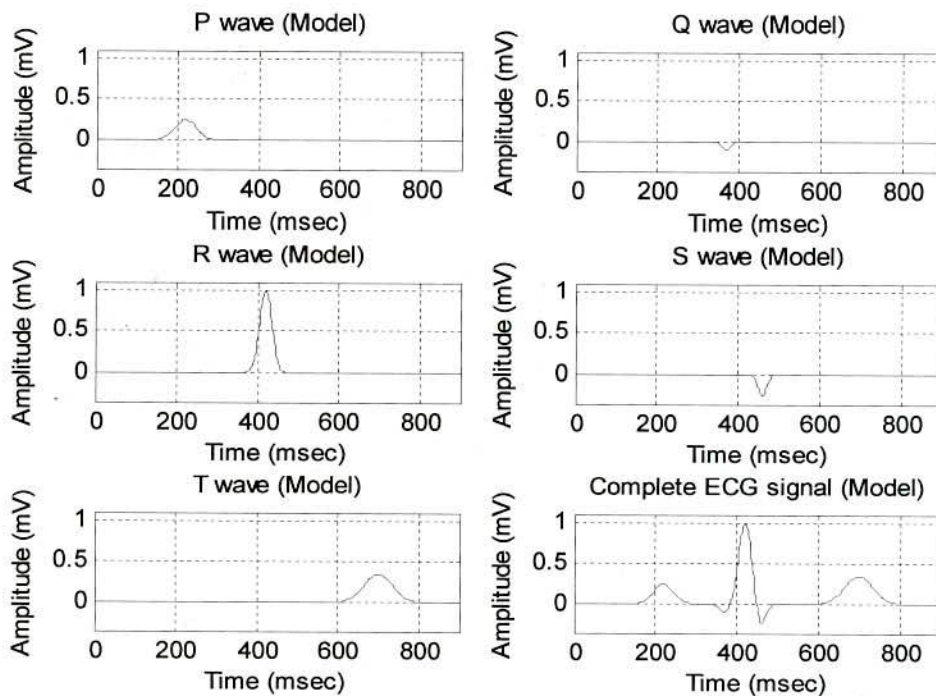 P wave (Model)
Amplitude (mV)
1
0.5
0
0 200 400 600 800
Time (msec)
Q wave (Model)
Amplitude (mV)
1
0.5
0
0 200 400 600 800
Time (msec)
R wave (Model)
Amplitude (mV)
1
0.5
0
0 200 400 600 800
Time (msec)
S wave (Model)
Amplitude (mV)
1
0.5
0
0 200 400 600 800
Time (msec)
T wave (Model)
Amplitude (mV)
1
0.5
0
0 200 400 600 800
Time (msec)
Complete ECG signal (Model)
Amplitude (mV)
1
0.5
0
0 200 400 600 800
Time (msec)